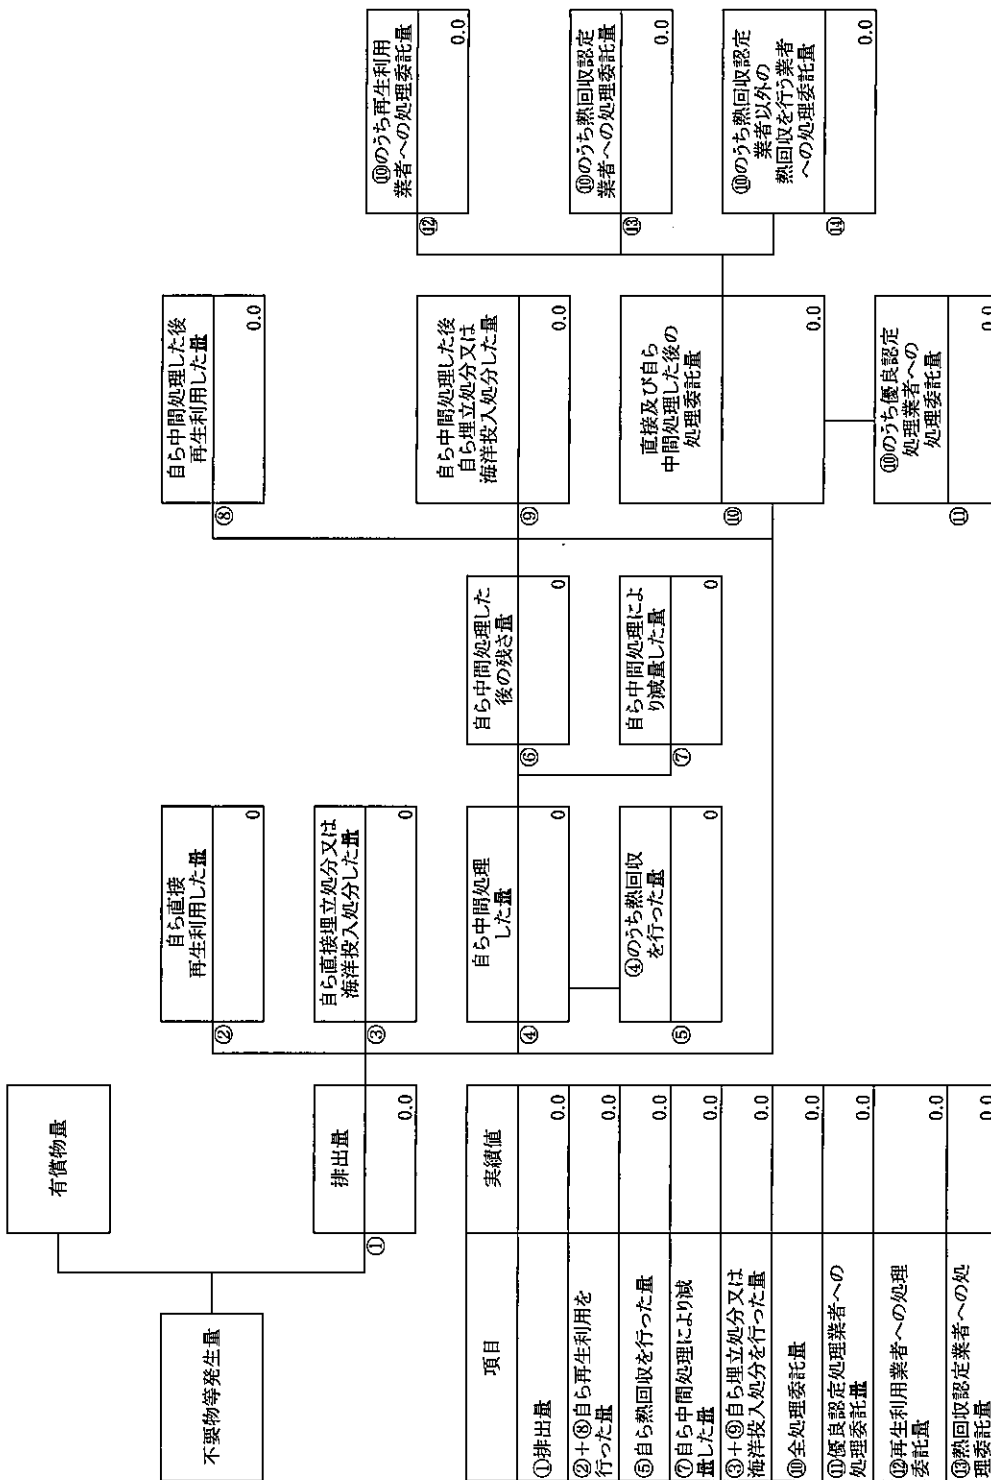 有償物量
不要物等発生量
①
排出量
0.0
②
自ら直接
再生利用した量
0
③
自ら直接埋立処分又は
海洋投入処分した量
0
④
自ら中間処理
した量
0
⑤
④のうち熱回収
を行った量
0
⑥
自ら中間処理した
後の残さ量
0
⑦
自ら中間処理によ
り減量した量
0
⑧
自ら中間処理した後
再生利用した量
0.0
⑨
自ら中間処理した後
自ら埋立処分又は
海洋投入処分した量
0.0
⑩
直接及び自ら
中間処理した後の
処理委託量
0.0
⑪
⑩のうち優良認定
処理業者への
処理委託量
0.0
⑫
⑩のうち再生利用
業者への処理委託量
0.0
⑬
⑩のうち熱回収認定
業者への処理委託量
0.0
⑭
⑩のうち熱回収認定
業者以外の
熱回収を行う業者
への処理委託量
0.0
項目 実績値
①排出量 0.0
②+⑧自ら再生利用を
行った量 0.0
⑤自ら熱回収を行った量 0.0
⑦自ら中間処理により減
量した量 0.0
③+⑨自ら埋立処分又は
海洋投入処分を行った量 0.0
⑩全処理委託量 0.0
⑪優良認定処理業者への
処理委託量 0.0
⑫再生利用業者への処理
委託量 0.0
⑬熱回収認定業者への処
理委託量 0.0